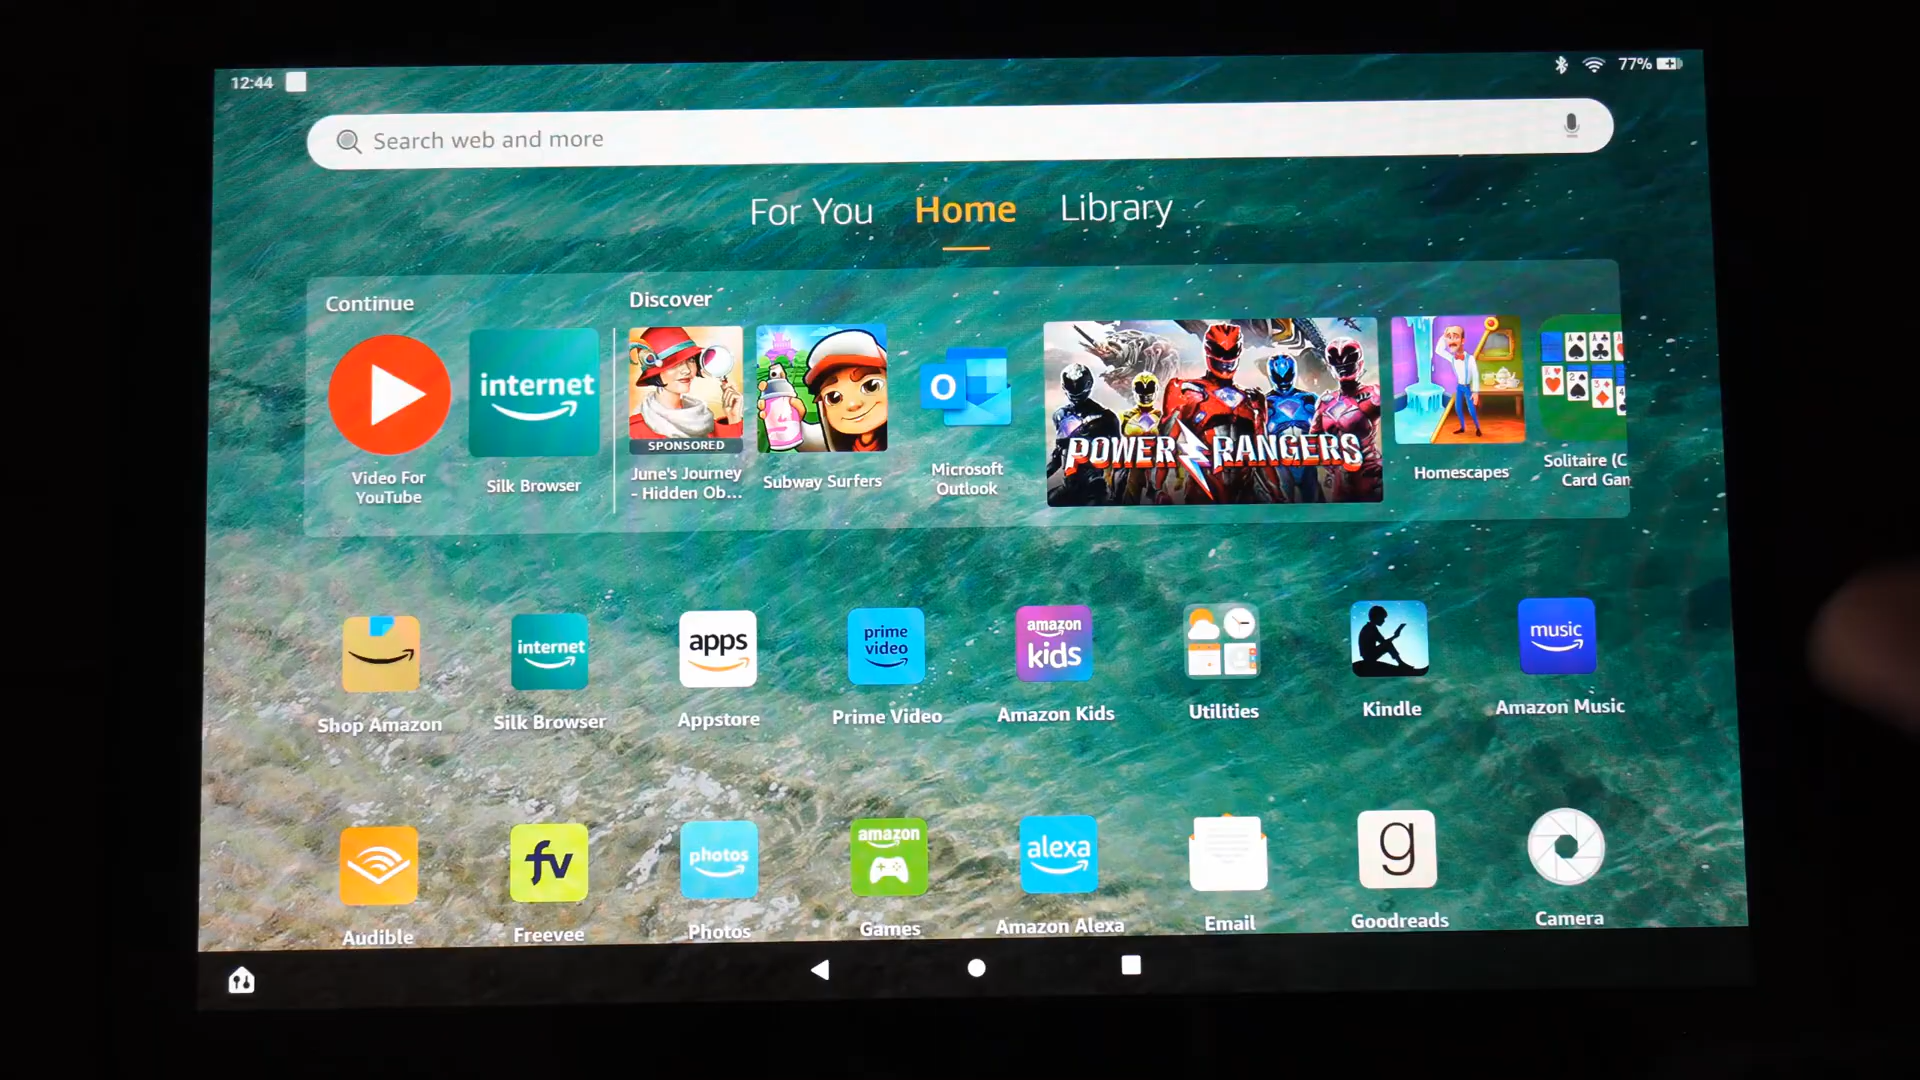 12:44
77%
Search web and more
For You
Home
Library
Continue
Discover
internet
SPONSORED
O
POWER RANGERS
Video For
YouTube
Silk Browser
June's Journey
- Hidden Ob...
Subway Surfers
Microsoft
Outlook
Homescapes
Solitaire (C
Card Gan
internet
apps
prime
video
amazon
kids
music
Shop Amazon
Silk Browser
Appstore
Prime Video
Amazon Kids
Utilities
Kindle
Amazon Music
fv
photos
amazon
alexa
g
Audible
Freevee
Photos
Games
Amazon Alexa
Email
Goodreads
Camera